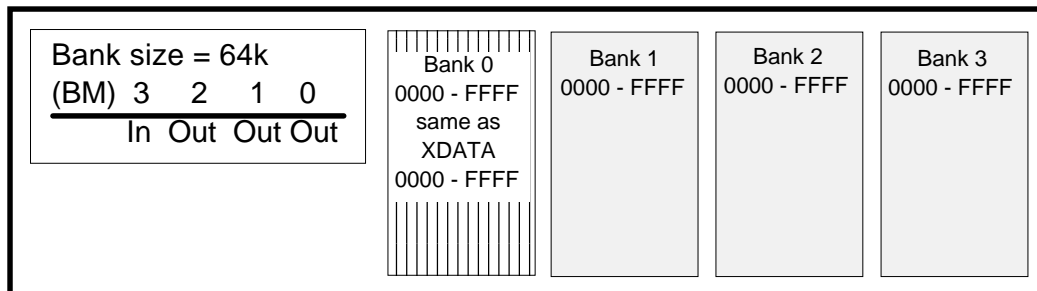 Bank size = 64k
(BM) 3 2 1 0
In Out Out Out
Bank 0
0000 - FFFF
same as
XDATA
0000 - FFFF
Bank 1
0000 - FFFF
Bank 2
0000 - FFFF
Bank 3
0000 - FFFF